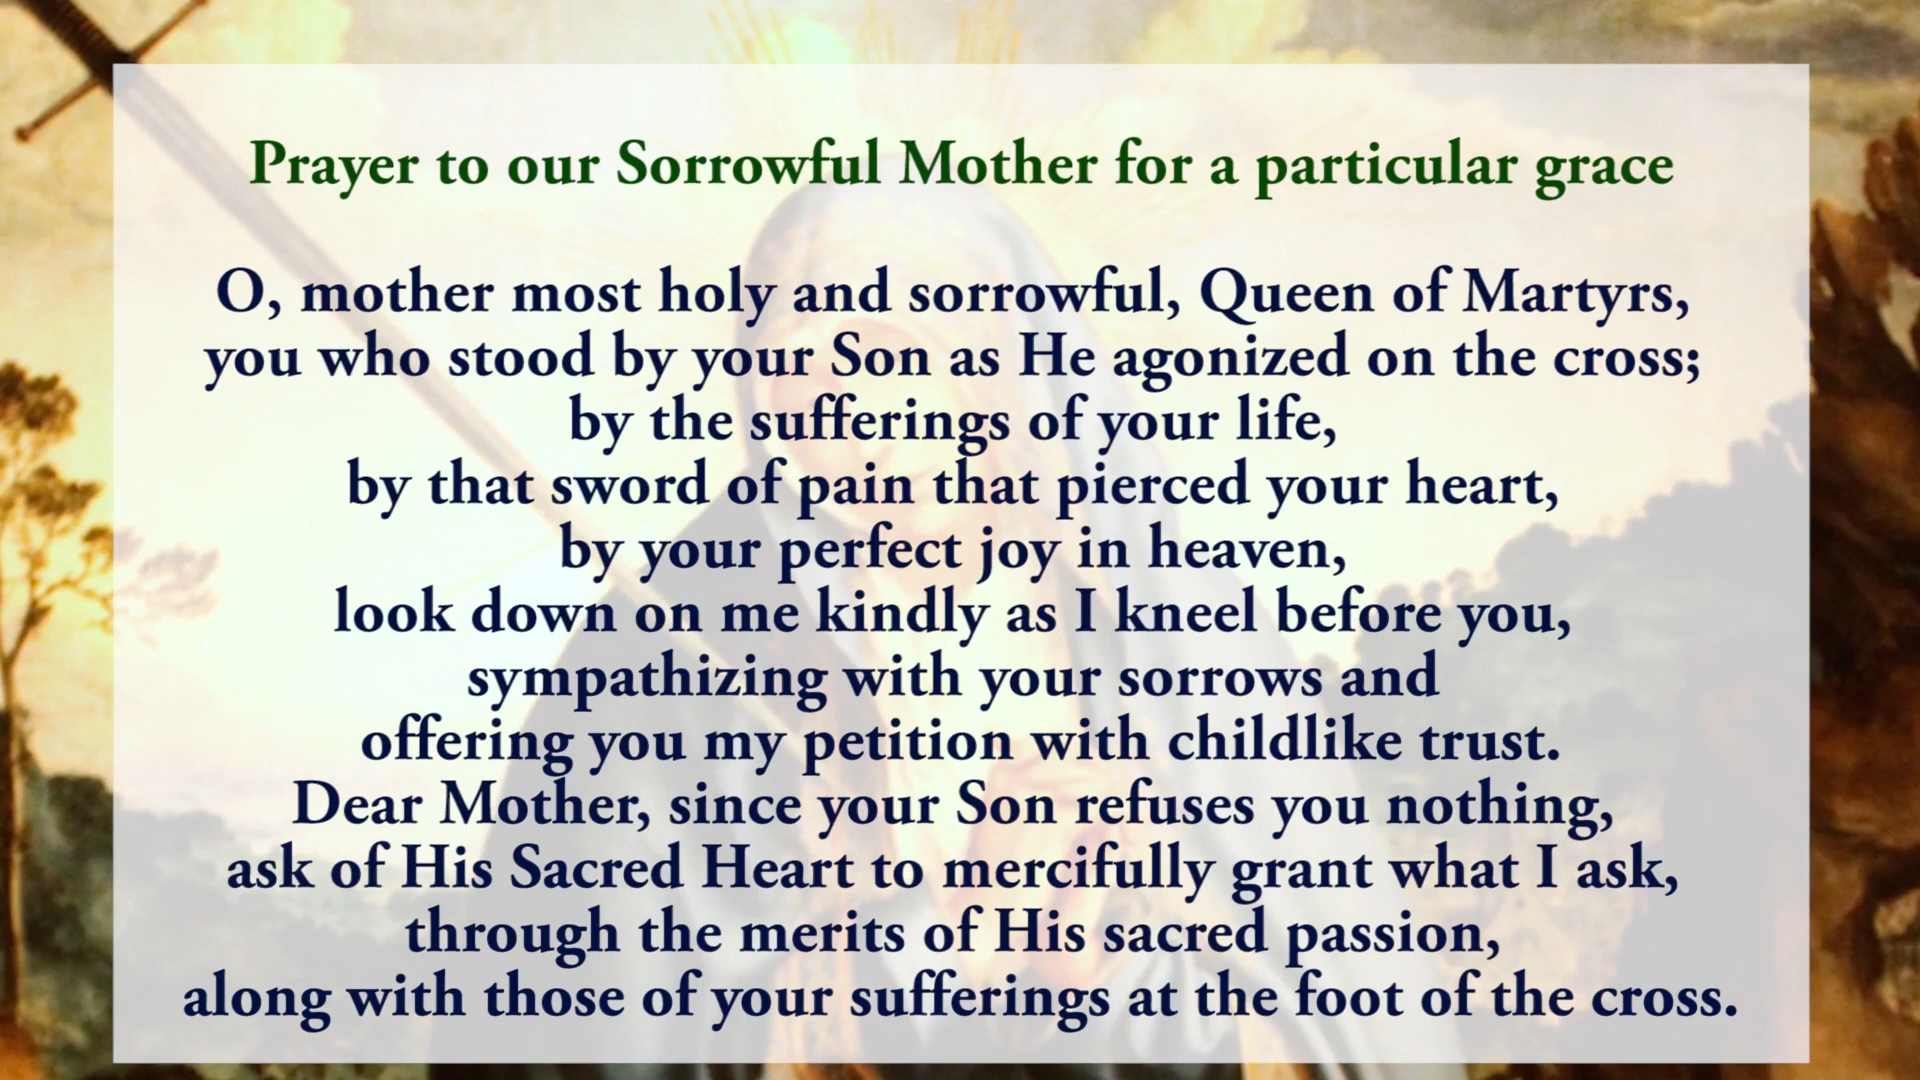 Prayer to our Sorrowful Mother for a particular grace
O, mother most holy and sorrowful, Queen of Martyrs,
you who stood by your Son as He agonized on the cross;
by the sufferings of your life,
by that sword of pain that pierced your heart,
by your perfect joy in heaven,
look down on me kindly as I kneel before you,
sympathizing with your sorrows and
offering you my petition with childlike trust.
Dear Mother, since your Son refuses you nothing,
ask of His Sacred Heart to mercifully grant what I ask,
through the merits of His sacred passion,
along with those of your sufferings at the foot of the cross.